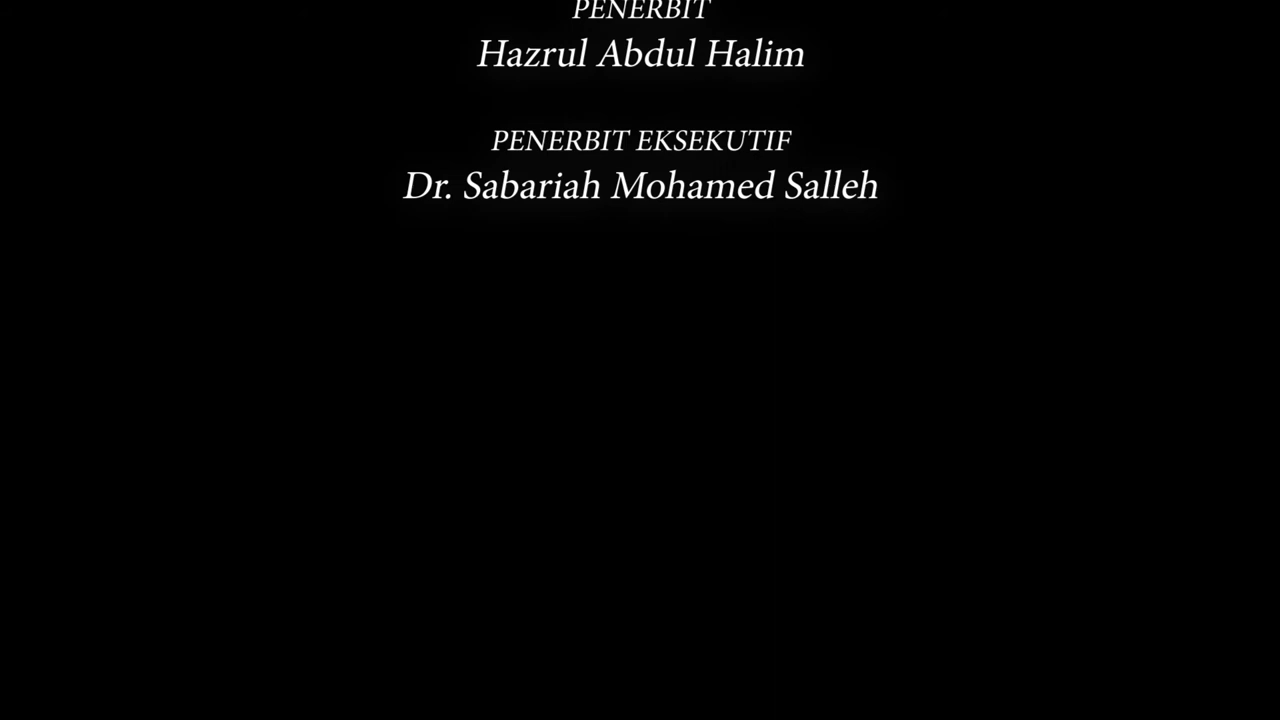 PENERBIT
Hazrul Abdul Halim
PENERBIT EKSEKUTIF
Dr. Sabariah Mohamed Salleh